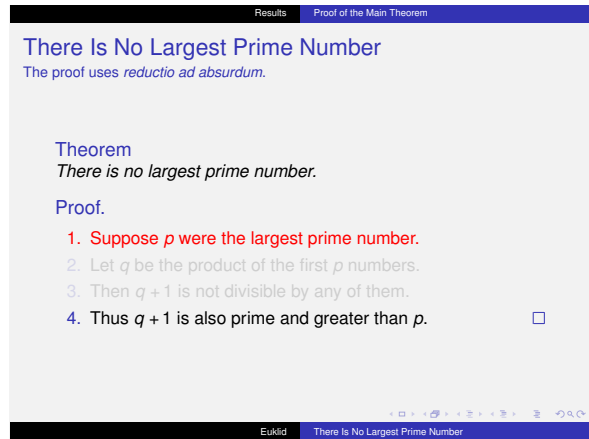 Results Proof of the Main Theorem
There Is No Largest Prime Number
The proof uses reductio ad absurdum.
Theorem
There is no largest prime number.
Proof.
1. Suppose p were the largest prime number.
2. Let q be the product of the first p numbers.
3. Then q + 1 is not divisible by any of them.
4. Thus q + 1 is also prime and greater than p.
Euklid There Is No Largest Prime Number